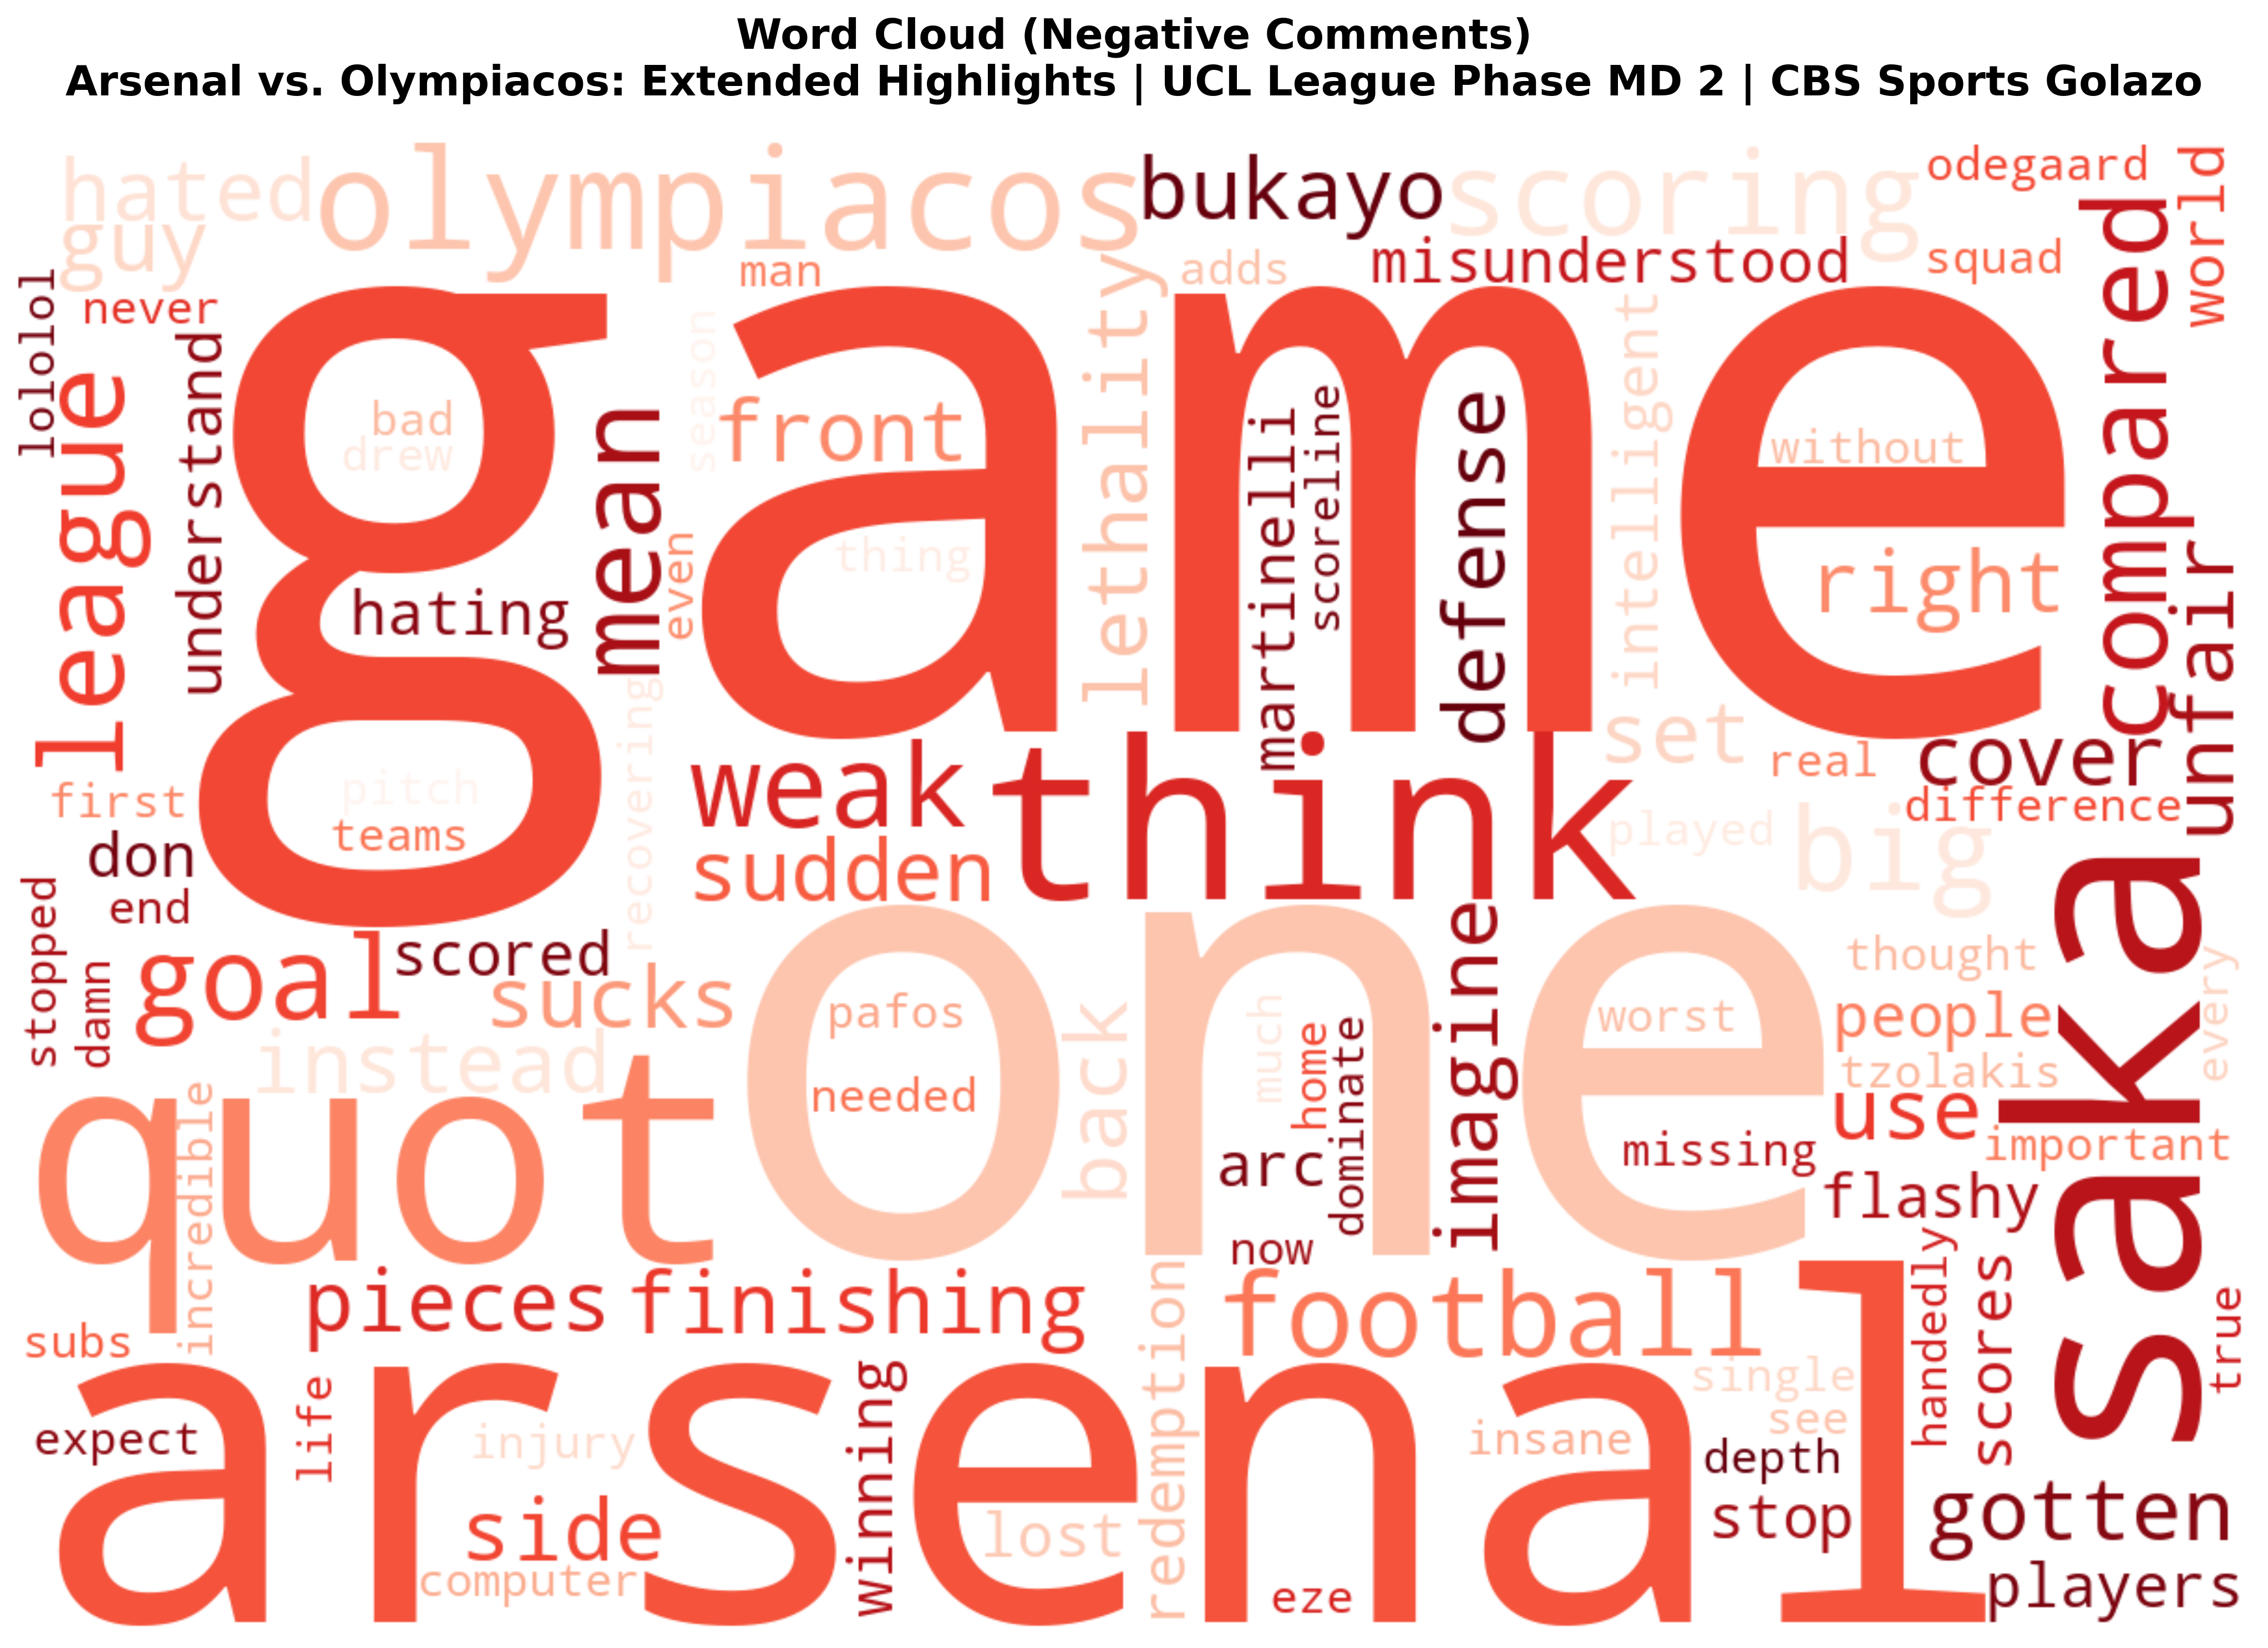 Word Cloud (Negative Comments)
Arsenal vs. Olympiacos: Extended Highlights | UCL League Phase MD 2 | CBS Sports Golazo
hated
olympiacos
bukayo
scoring
odegaard
world
guy
man
adds
misunderstood
squad
compared
never
lolololol
league
understand
game
bad
drew
mean
season
front
lethality
martinelli
scoreline
defense
intelligent
without
hating
even
thing
right
unfair
recovering
set
real
cover
difference
first
pitch
teams
weak
think
sudden
played
big
don
end
stopped
damn
goal
scored
sucks
one
pafos
needed
back
much
home
dominate
arc
now
imagine
worst
missing
thought
people
tzolakis
every
saka
use
important
flashy
instead
quot
incredible
pieces
finishing
football
redemption
handedly
scores
true
subs
arsenal
life
expect
injury
side
computer
winning
lost
eze
insane
single
see
depth
stop
gotten
players